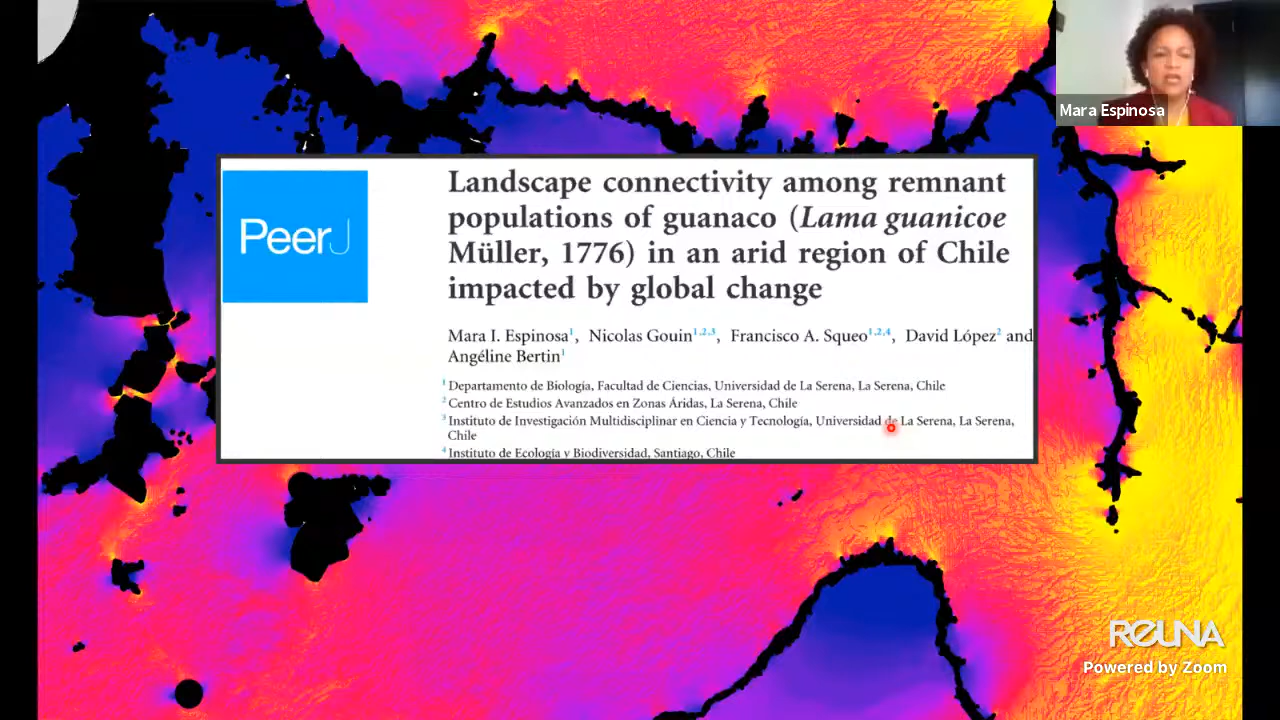 Mara Espinosa
PeerJ
Landscape connectivity among remnant
populations of guanaco (Lama guanicoe
Müller, 1776) in an arid region of Chile
impacted by global change
Mara I. Espinosa1, Nicolas Gouin1,2,3, Francisco A. Squeo1,2,4, David López2 and
Angéline Bertin1
1 Departamento de Biología, Facultad de Ciencias, Universidad de La Serena, La Serena, Chile
2 Centro de Estudios Avanzados en Zonas Áridas, La Serena, Chile
3 Instituto de Investigación Multidisciplinar en Ciencia y Tecnología, Universidad de La Serena, La Serena,
Chile
4 Instituto de Ecología y Biodiversidad, Santiago, Chile
REUNA
Powered by Zoom